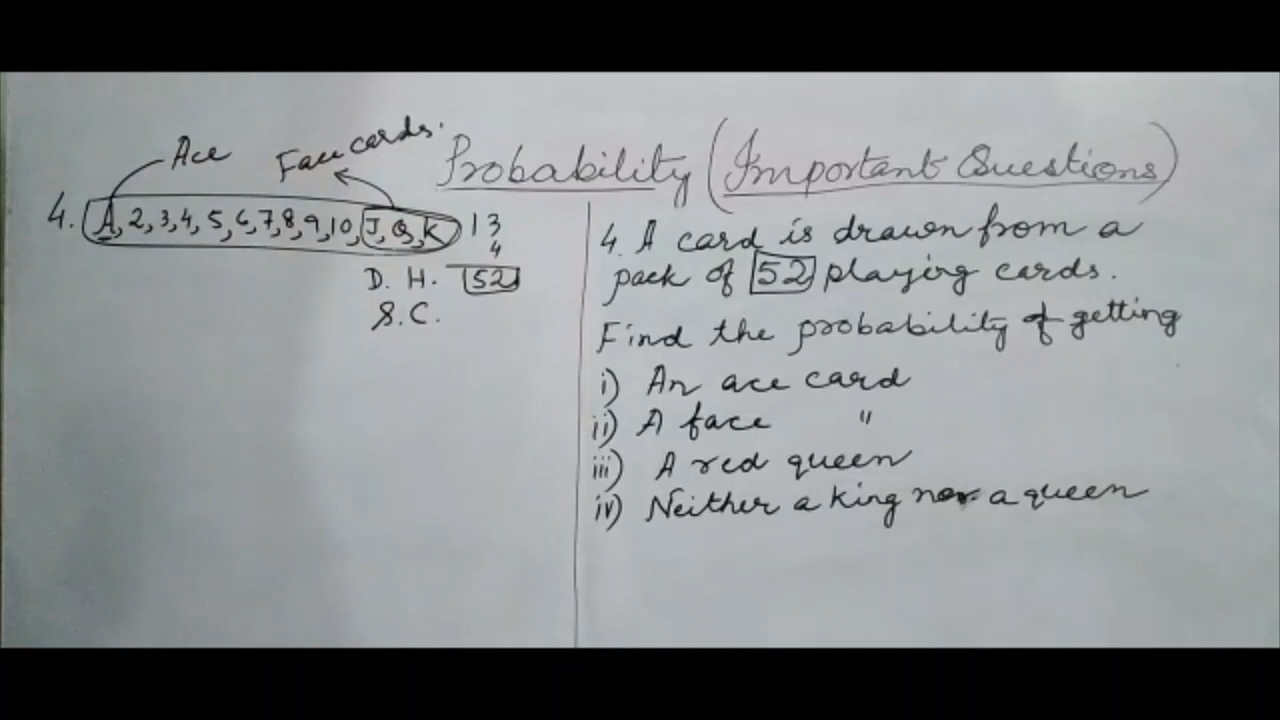 Probability (Important Questions)
Ace
Face cards.
4. A, 2, 3, 4, 5, 6, 7, 8, 9, 10, J, Q, K 13
4
D. H. 52
S. C.
4. A card is drawn from a
pack of 52 playing cards.
Find the probability of getting
i) An ace card
ii) A face "
iii) A red queen
iv) Neither a king nor a queen